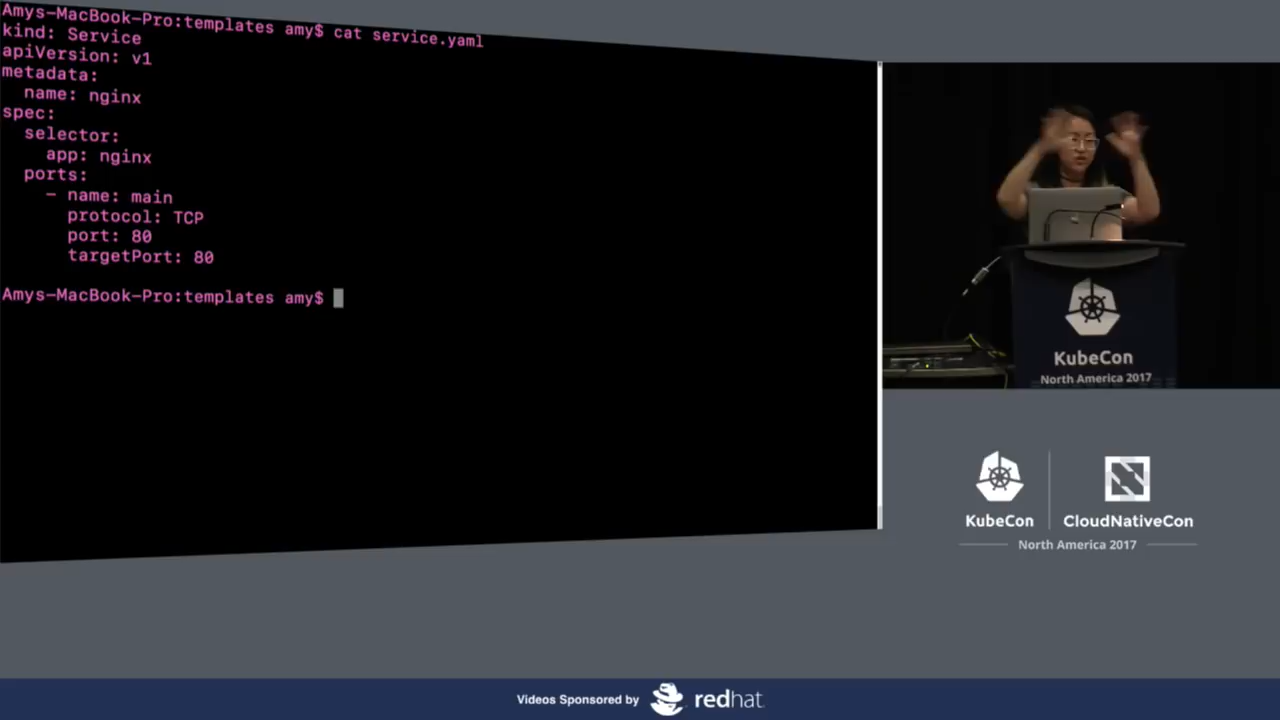 Amys-MacBook-Pro:templates amy$ cat service.yaml
kind: Service
apiVersion: v1
metadata:
  name: nginx
spec:
  selector:
    app: nginx
  ports:
    - name: main
      protocol: TCP
      port: 80
      targetPort: 80
Amys-MacBook-Pro:templates amy$
KubeCon
North America 2017
KubeCon
CloudNativeCon
North America 2017
Videos Sponsored by
redhat